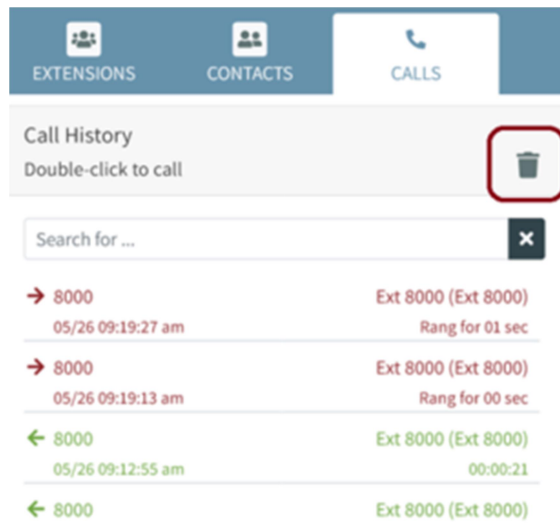 EXTENSIONS CONTACTS CALLS
Call History
Double-click to call
Search for ...
8000 Ext 8000 (Ext 8000)
05/26 09:19:27 am Rang for 01 sec
8000 Ext 8000 (Ext 8000)
05/26 09:19:13 am Rang for 00 sec
8000 Ext 8000 (Ext 8000)
05/26 09:12:55 am 00:00:21
8000 Ext 8000 (Ext 8000)